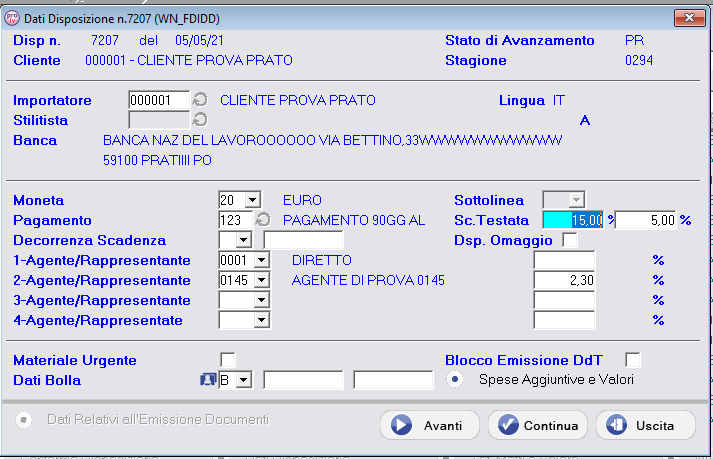 Dati Disposizione n.7207 (WN_FDIDD)
Disp n. 7207 del 05/05/21 Stato di Avanzamento PR
Cliente 000001 - CLIENTE PROVA PRATO Stagione 0294
Importatore 000001 CLIENTE PROVA PRATO Lingua IT
Stilitista A
Banca BANCA NAZ DEL LAVOROOOOOO VIA BETTINO,33WWWWWWWWWWWWWWW
59100 PRATIIII PO
Moneta 20 EURO Sottolinea
Pagamento 123 PAGAMENTO 90GG AL Sc.Testata 15,00 % 5,00 %
Decorrenza Scadenza Dsp. Omaggio
1-Agente/Rappresentante 0001 DIRETTO %
2-Agente/Rappresentante 0145 AGENTE DI PROVA 0145 2,30 %
3-Agente/Rappresentante %
4-Agente/Rappresentate %
Materiale Urgente Blocco Emissione DdT
Dati Bolla B Spese Aggiuntive e Valori
Dati Relativi all'Emissione Documenti Avanti Continua Uscita